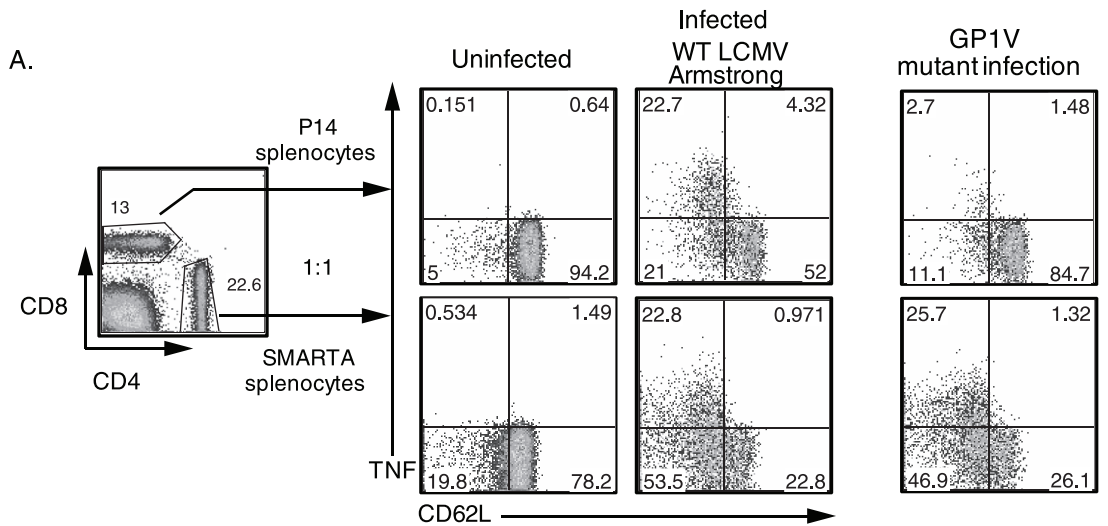 A.
Uninfected
Infected
WT LCMV
Armstrong
GP1V
mutant infection
P14
splenocytes
0.151 0.64
22.7 4.32
2.7 1.48
13
5 94.2
21 52
11.1 84.7
1:1
22.6
CD8
CD4
SMARTA
splenocytes
0.534 1.49
22.8 0.971
25.7 1.32
19.8 78.2
53.5 22.8
46.9 26.1
TNF
CD62L